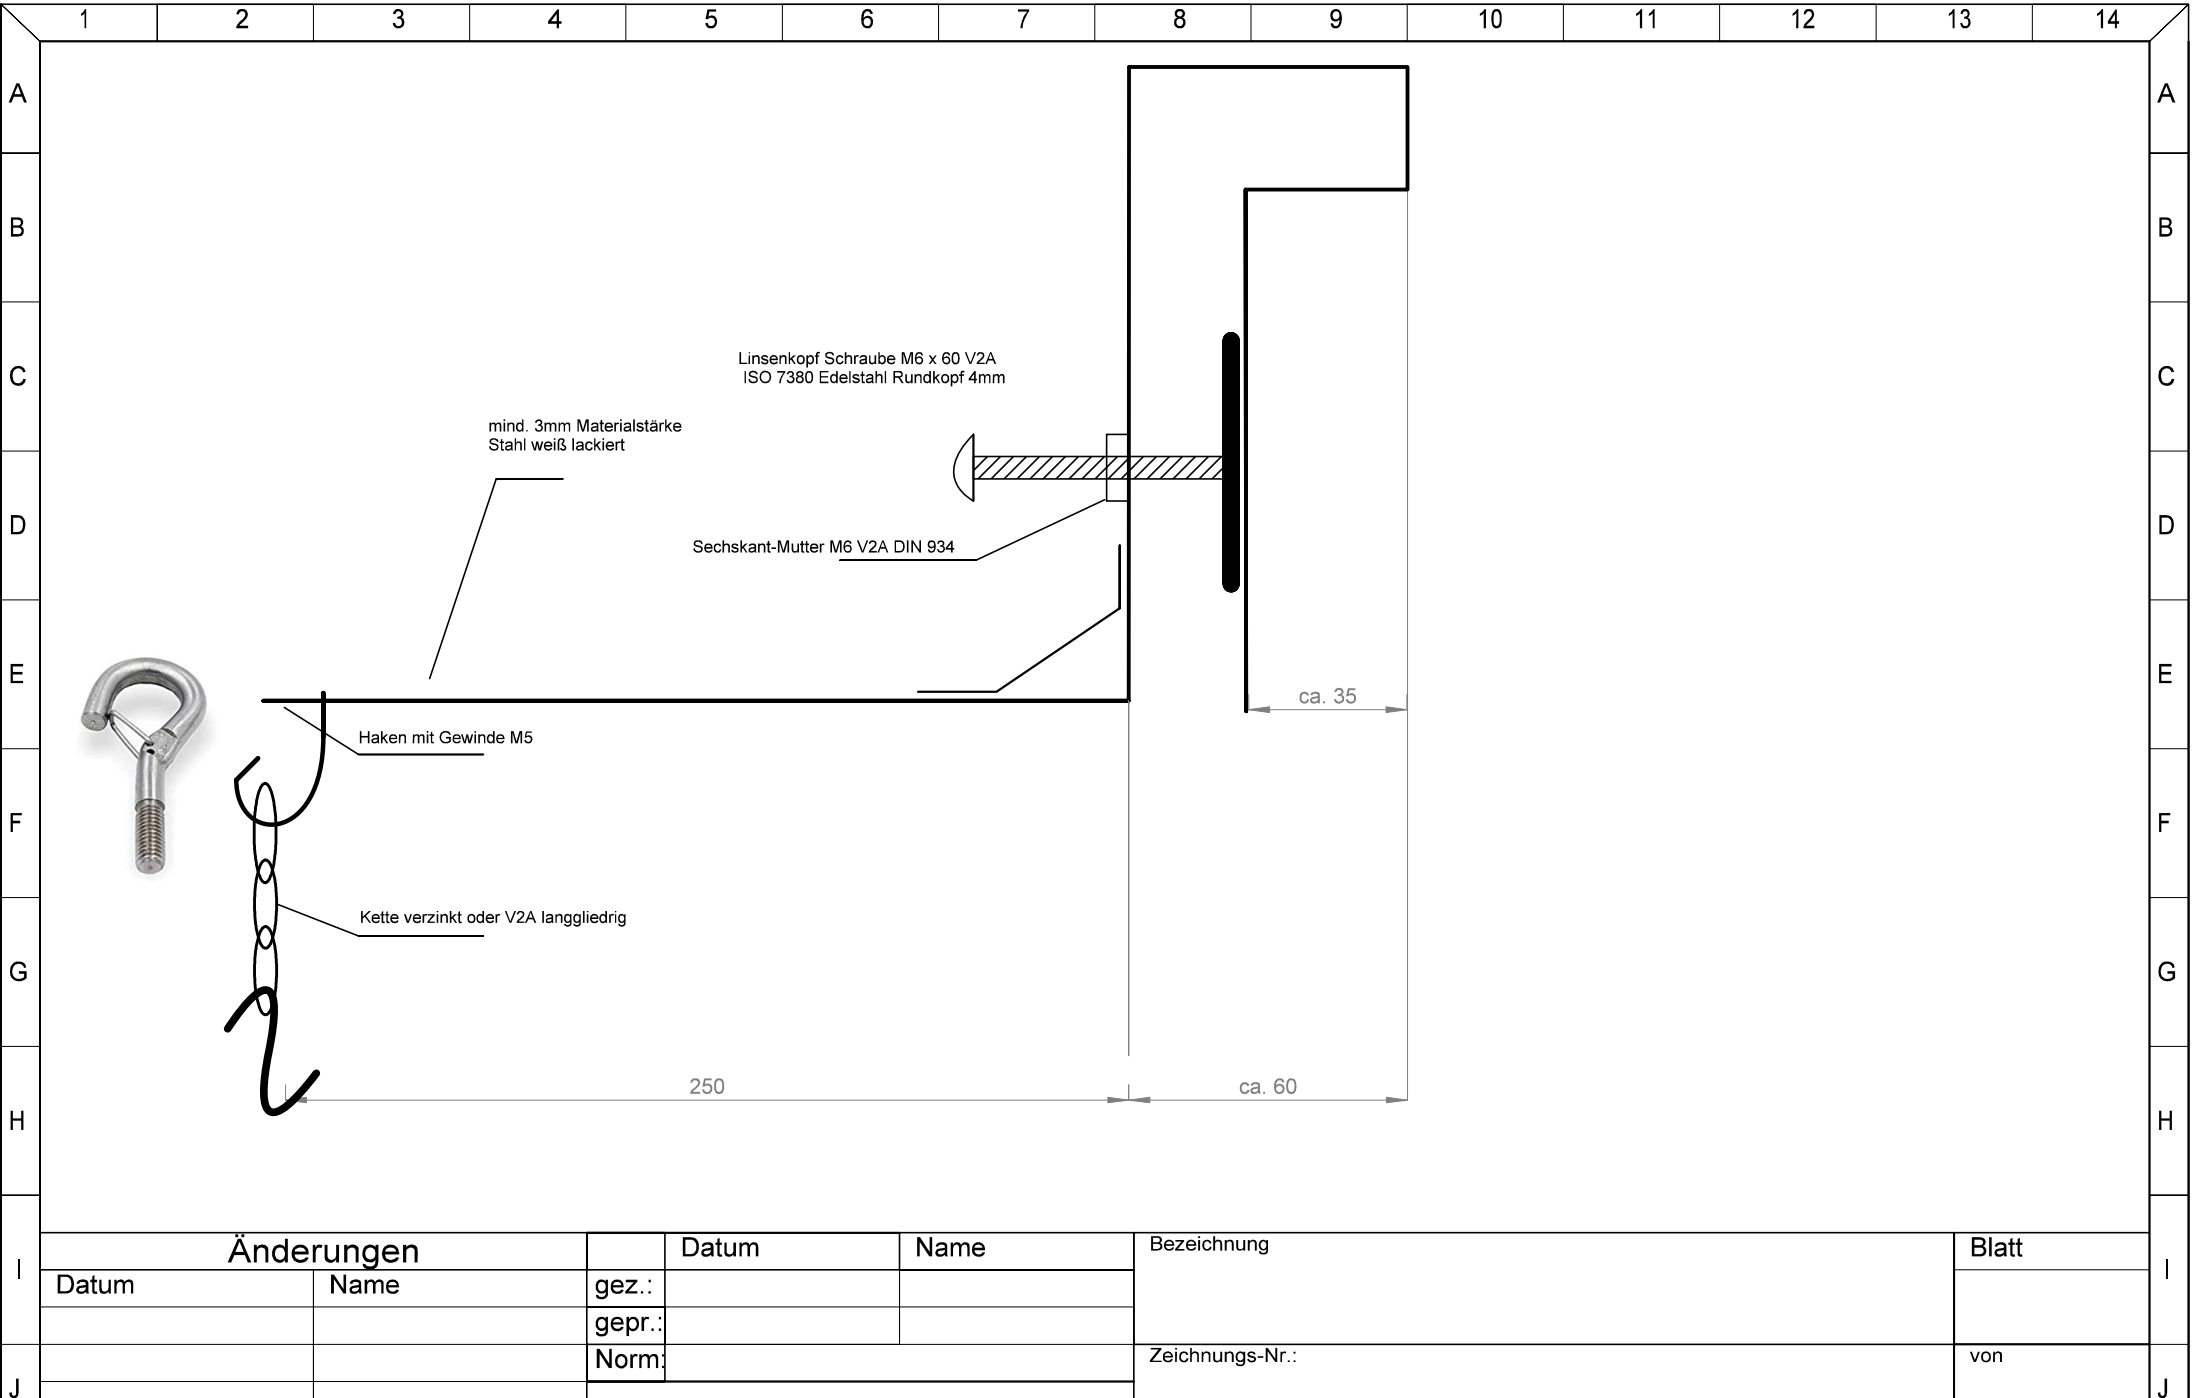 1 2 3 4 5 6 7 8 9 10 11 12 13 14
A A
B B
Linsenkopf Schraube M6 x 60 V2A
ISO 7380 Edelstahl Rundkopf 4mm
C C
mind. 3mm Materialstärke
Stahl weiß lackiert
D D
Sechskant-Mutter M6 V2A DIN 934
E E
ca. 35
Haken mit Gewinde M5
F F
Kette verzinkt oder V2A langgliedrig
G G
250 ca. 60
H H
Änderungen Datum Name Bezeichnung Blatt
I I
Datum Name gez.:
gepr.:
Norm: Zeichnungs-Nr.: von
J J